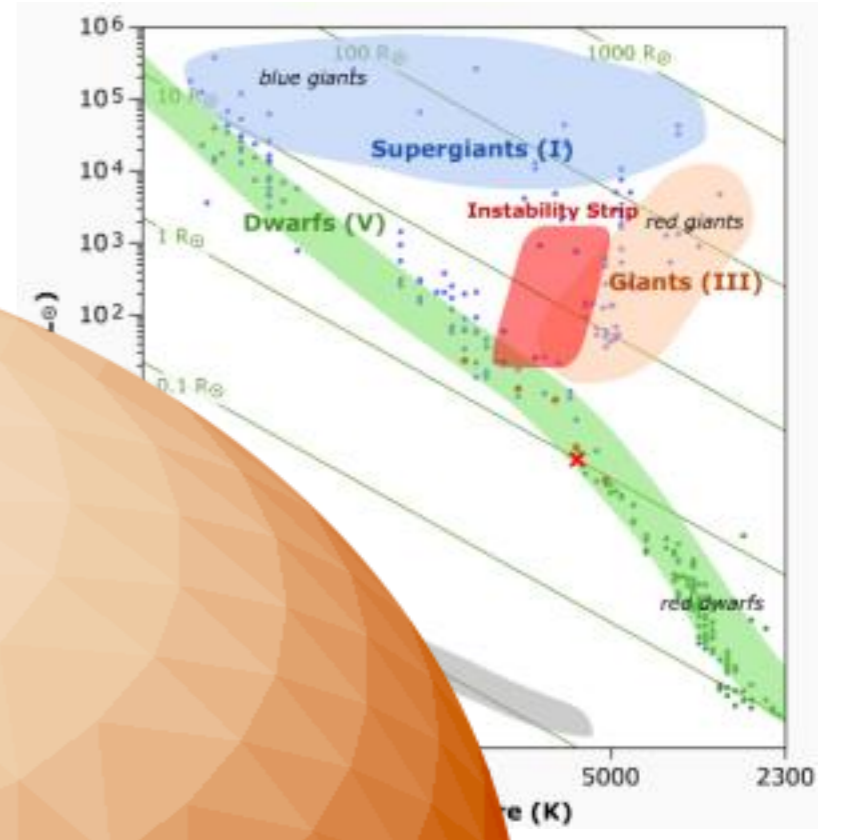 10⁶
100 R☉
1000 R☉
blue giants
10⁵
10 R☉
Supergiants (I)
10⁴
Instability Strip
red giants
Dwarfs (V)
10³
1 R☉
Giants (III)
10²
0.1 R☉
red dwarfs
5000
2300
(K)